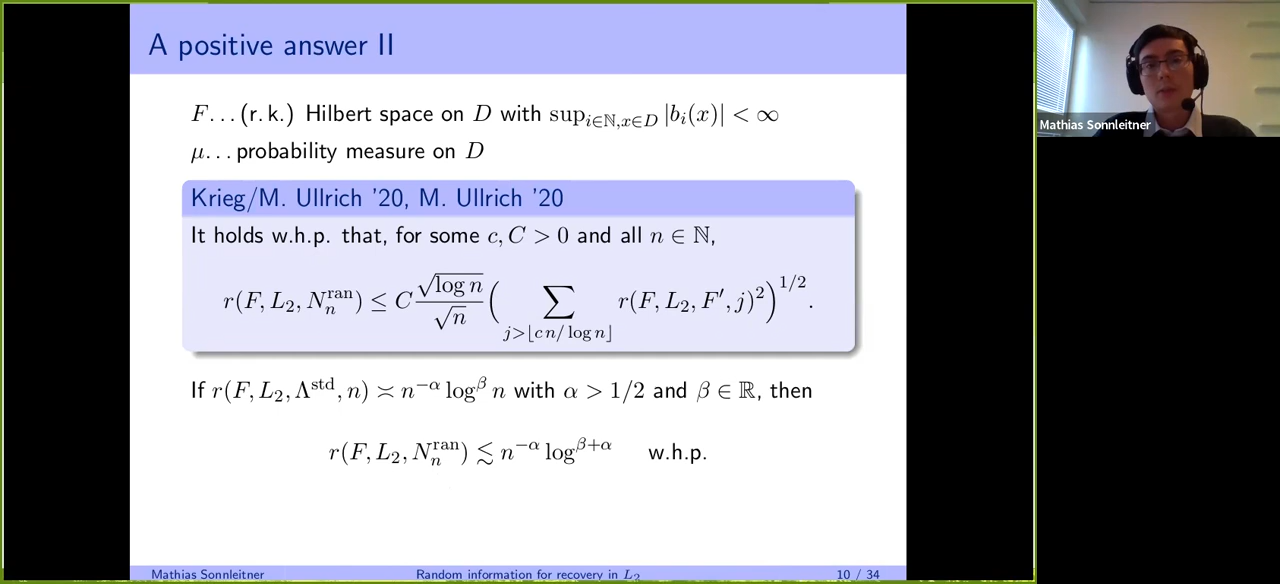 A positive answer II
F... (r. k.) Hilbert space on D with sup_{i∈ℕ,x∈D} |b_i(x)| < ∞
μ... probability measure on D
Krieg/M. Ullrich '20, M. Ullrich '20
It holds w.h.p. that, for some c, C > 0 and all n ∈ ℕ,
r(F, L_2, N_n^{ran}) ≤ C \frac{\sqrt{log n}}{\sqrt{n}} ( ∑_{j>⌊c n/ log n⌋} r(F, L_2, F′, j)^2 )^{1/2}.
If r(F, L_2, Λ^{std}, n) ≍ n^{-α} log^β n with α > 1/2 and β ∈ ℝ, then
r(F, L_2, N_n^{ran}) ≲ n^{-α} log^{β+α} w.h.p.
Mathias Sonnleitner Random information for recovery in L_2 10 / 34
Mathias Sonnleitner